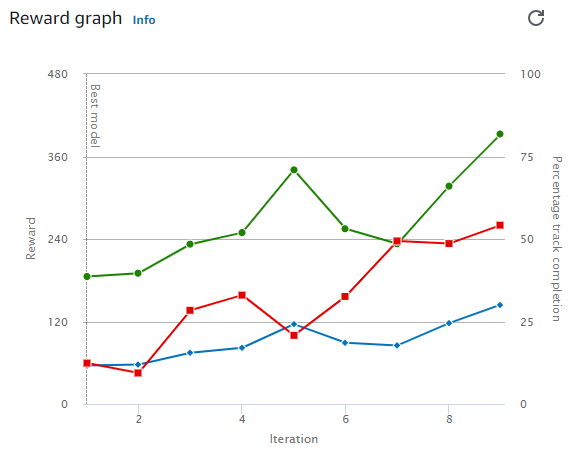 Reward graph Info
480
360
240
120
0
Reward
Best model
100
75
50
25
0
Percentage track completion
2
4
6
8
Iteration